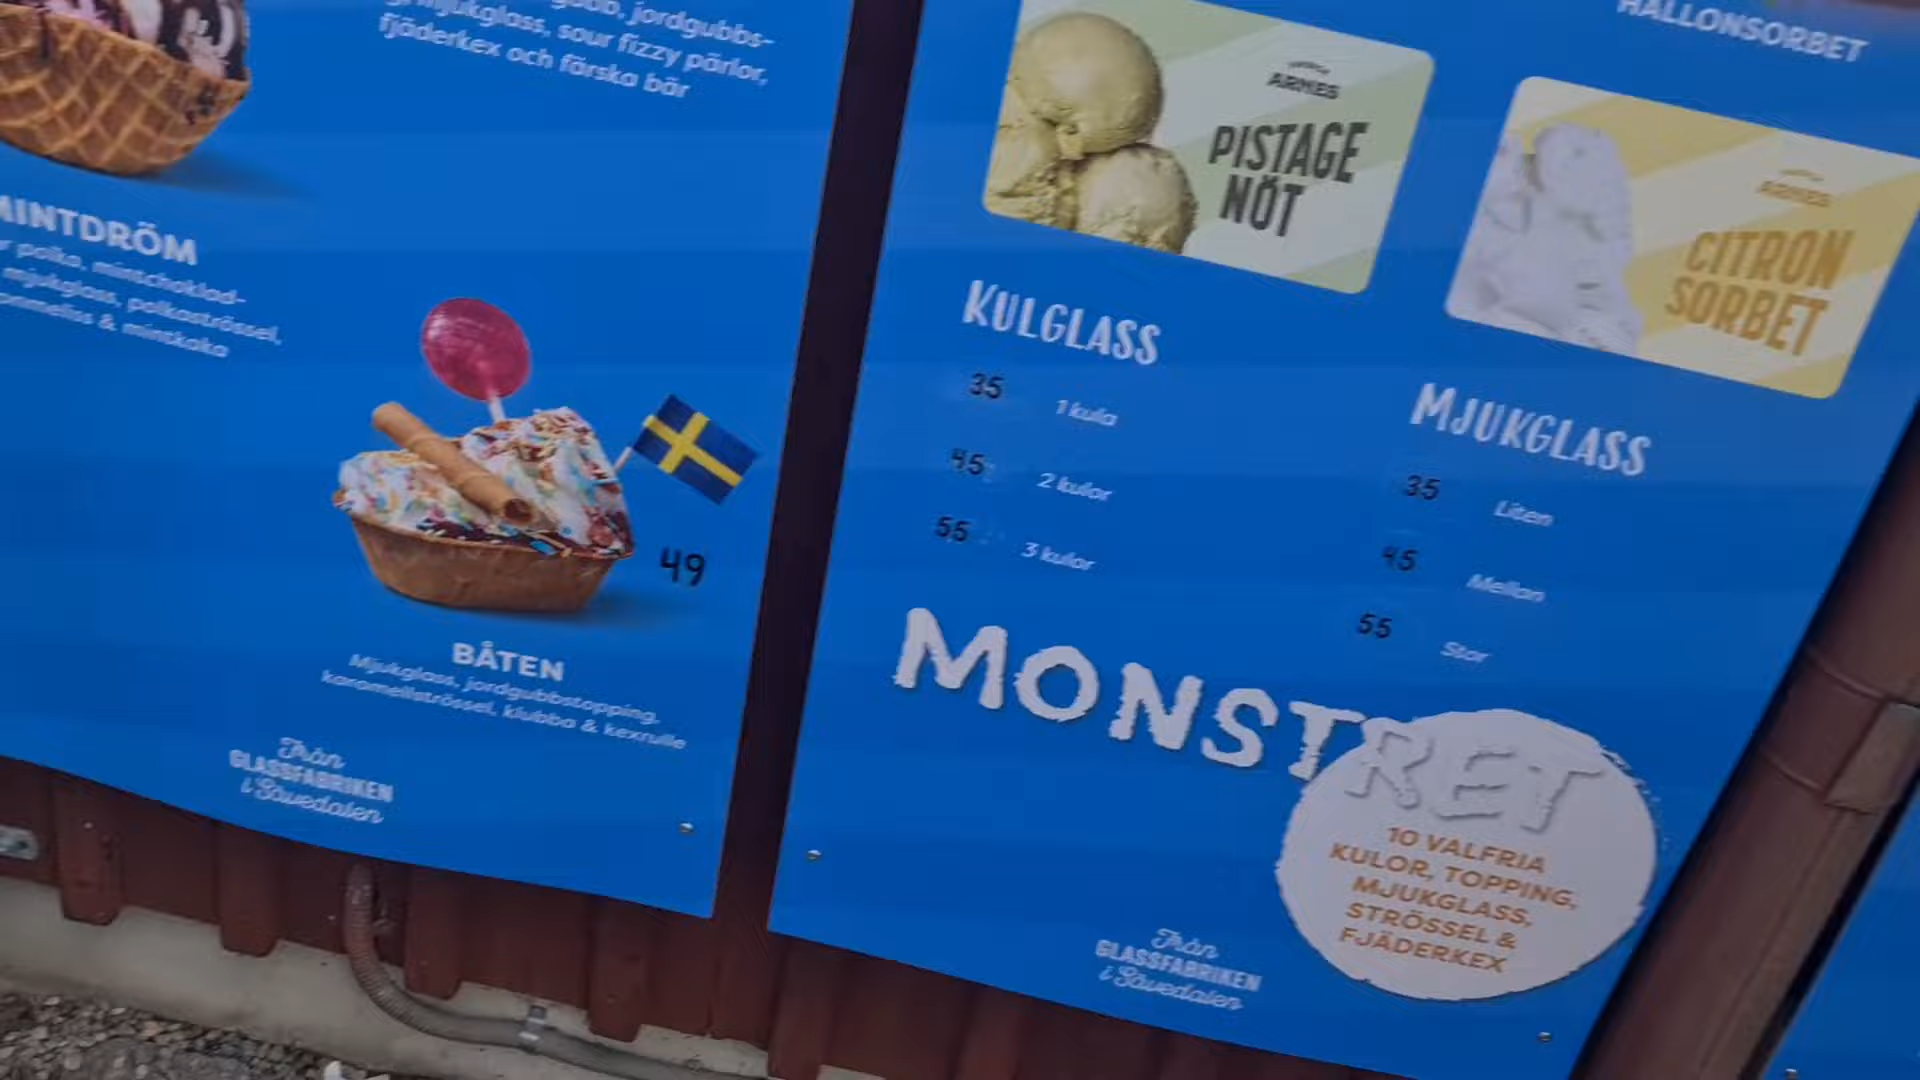 jordgubbs-
mjukglass, sour fizzy pärlor,
fjäderkex och färska bär
MINTDRÖM
polka, mintchoklad-
mjukglass, polkaströssel,
& mintkaka
49
BÅTEN
Mjukglass, jordgubbstopping,
karamellströssel, klubba & kexrulle
Från
GLASSFABRIKEN
i Sävedalen
HALLONSORBET
ARNES
PISTAGE
NÖT
ARNES
CITRON
SORBET
KULGLASS
35 1 kula
45 2 kulor
55 3 kulor
MJUKGLASS
35 Liten
45 Mellan
55 Stor
MONSTRET
10 VALFRIA
KULOR, TOPPING,
MJUKGLASS,
STRÖSSEL &
FJÄDERKEX
Från
GLASSFABRIKEN
i Sävedalen